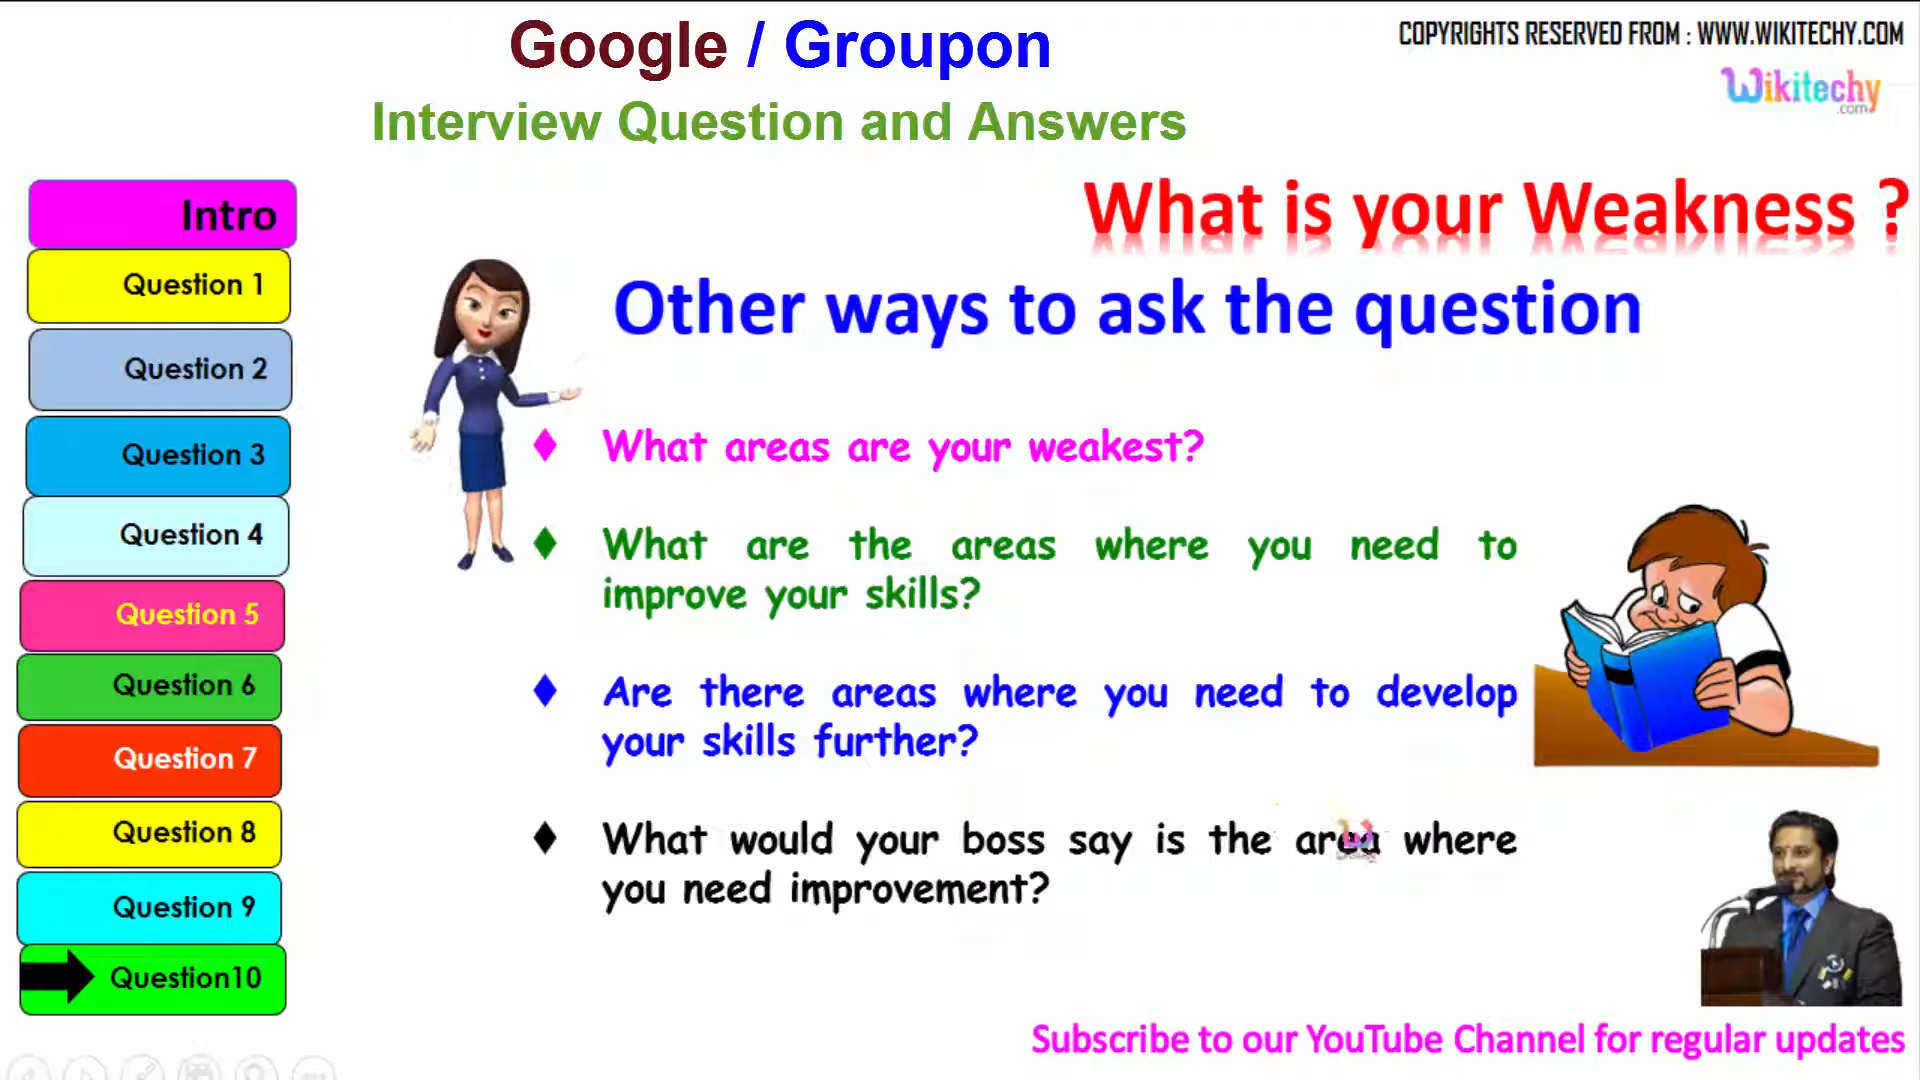 Google / Groupon
COPYRIGHTS RESERVED FROM : WWW.WIKITECHY.COM
Wikitechy
.com
Interview Question and Answers
What is your Weakness ?
Other ways to ask the question
Intro
Question 1
Question 2
Question 3
Question 4
Question 5
Question 6
Question 7
Question 8
Question 9
Question10
♦ What areas are your weakest?
♦ What are the areas where you need to
improve your skills?
♦ Are there areas where you need to develop
your skills further?
♦ What would your boss say is the area where
you need improvement?
Subscribe to our YouTube Channel for regular updates